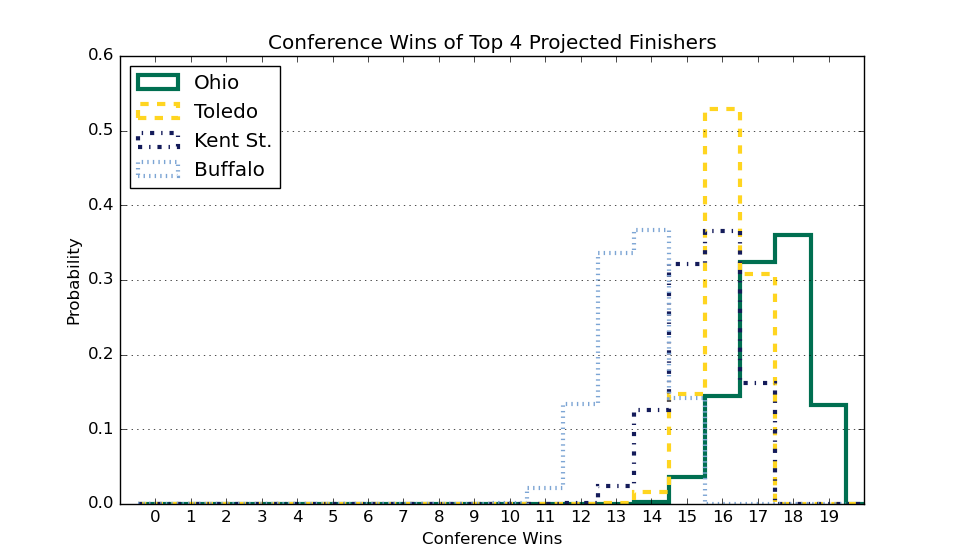 Conference Wins of Top 4 Projected Finishers
0.6
0.5
0.4
0.3
0.2
0.1
0.0
Probability
Ohio
Toledo
Kent St.
Buffalo
0 1 2 3 4 5 6 7 8 9 10 11 12 13 14 15 16 17 18 19
Conference Wins